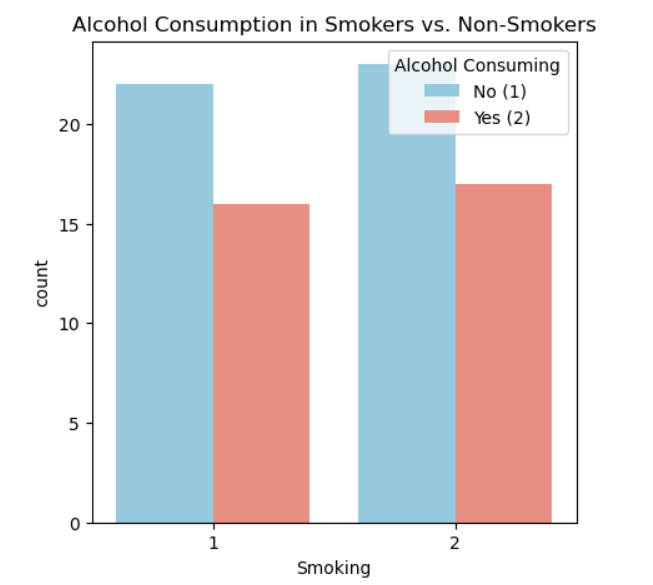 Alcohol Consumption in Smokers vs. Non-Smokers
Alcohol Consuming
No (1)
Yes (2)
20
15
10
5
0
count
1 2
Smoking